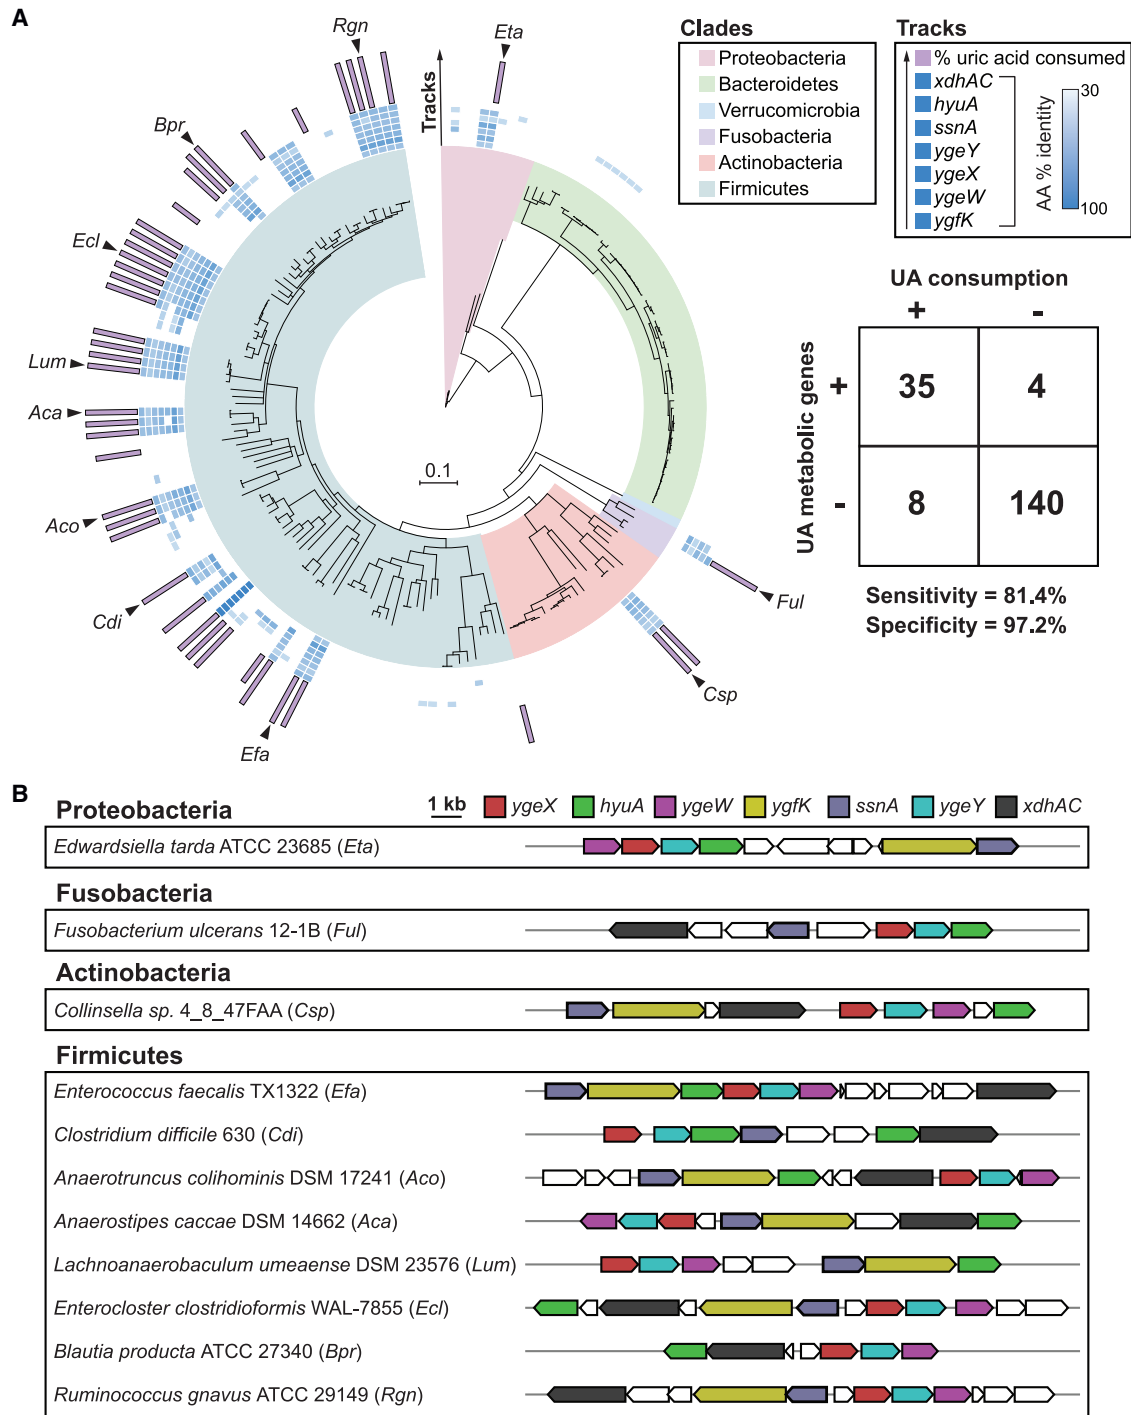 A
Rgn
Eta
Bpr
Ecl
Lum
Aca
Aco
Cdi
Efa
Csp
Ful
Tracks
0.1
Clades
Proteobacteria
Bacteroidetes
Verrucomicrobia
Fusobacteria
Actinobacteria
Firmicutes
Tracks
% uric acid consumed
xdhAC
hyuA
ssnA
ygeY
ygeX
ygeW
ygfK
AA % identity
30
100
UA consumption
+ -
UA metabolic genes
+ 35 4
- 8 140
Sensitivity = 81.4%
Specificity = 97.2%
B
Proteobacteria
1 kb ygeX hyuA ygeW ygfK ssnA ygeY xdhAC
Edwardsiella tarda ATCC 23685 (Eta)
Fusobacteria
Fusobacterium ulcerans 12-1B (Ful)
Actinobacteria
Collinsella sp. 4_8_47FAA (Csp)
Firmicutes
Enterococcus faecalis TX1322 (Efa)
Clostridium difficile 630 (Cdi)
Anaerotruncus colihominis DSM 17241 (Aco)
Anaerostipes caccae DSM 14662 (Aca)
Lachnoanaerobaculum umeaense DSM 23576 (Lum)
Enterocloster clostridioformis WAL-7855 (Ecl)
Blautia producta ATCC 27340 (Bpr)
Ruminococcus gnavus ATCC 29149 (Rgn)